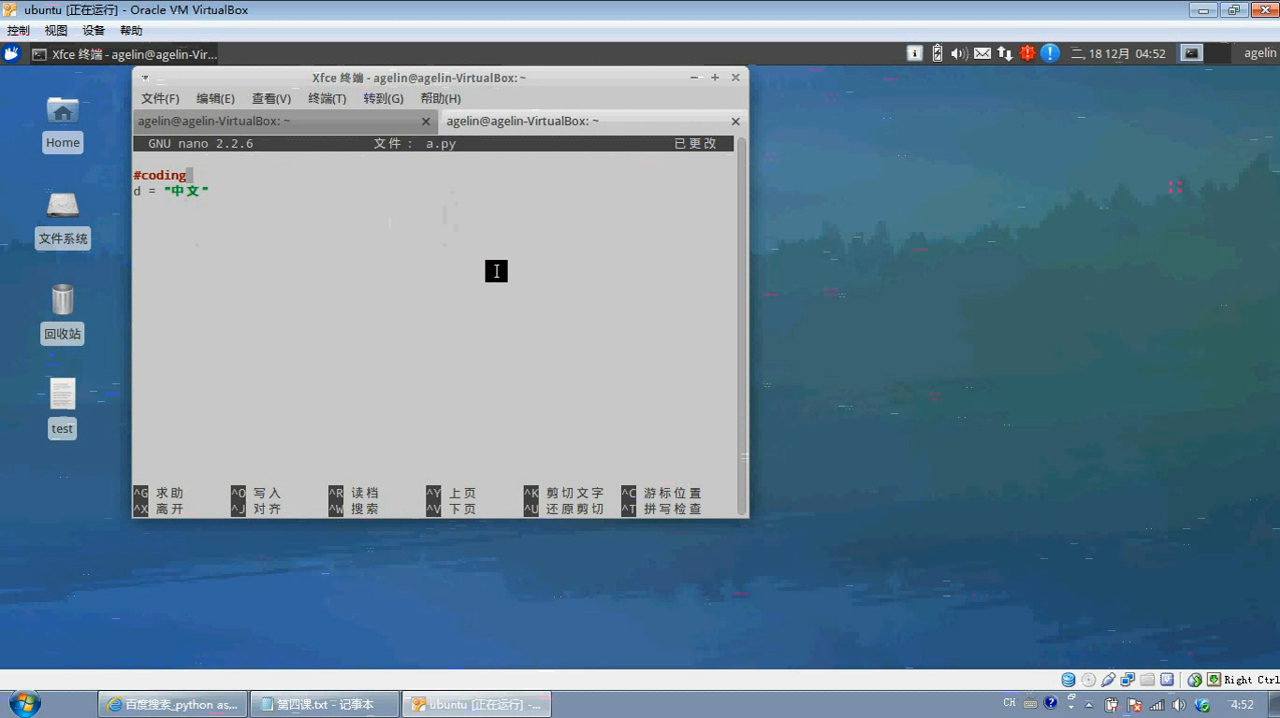 ubuntu [正在运行] - Oracle VM VirtualBox
控制 视图 设备 帮助
Xfce 终端 - agelin@agelin-Vir...
二, 18 12月 04:52
agelin
Xfce 终端 - agelin@agelin-VirtualBox: ~
文件(F) 编辑(E) 查看(V) 终端(T) 转到(G) 帮助(H)
agelin@agelin-VirtualBox: ~
agelin@agelin-VirtualBox: ~
GNU nano 2.2.6 文件： a.py 已更改
#coding
d = "中文"
^G 求助 ^O 写入 ^R 读档 ^Y 上页 ^K 剪切文字 ^C 游标位置
^X 离开 ^J 对齐 ^W 搜索 ^V 下页 ^U 还原剪切 ^T 拼写检查
Home
文件系统
回收站
test
Right Ctrl
百度搜索_python as...
第四课.txt - 记事本
ubuntu [正在运行] -...
CH
4:52